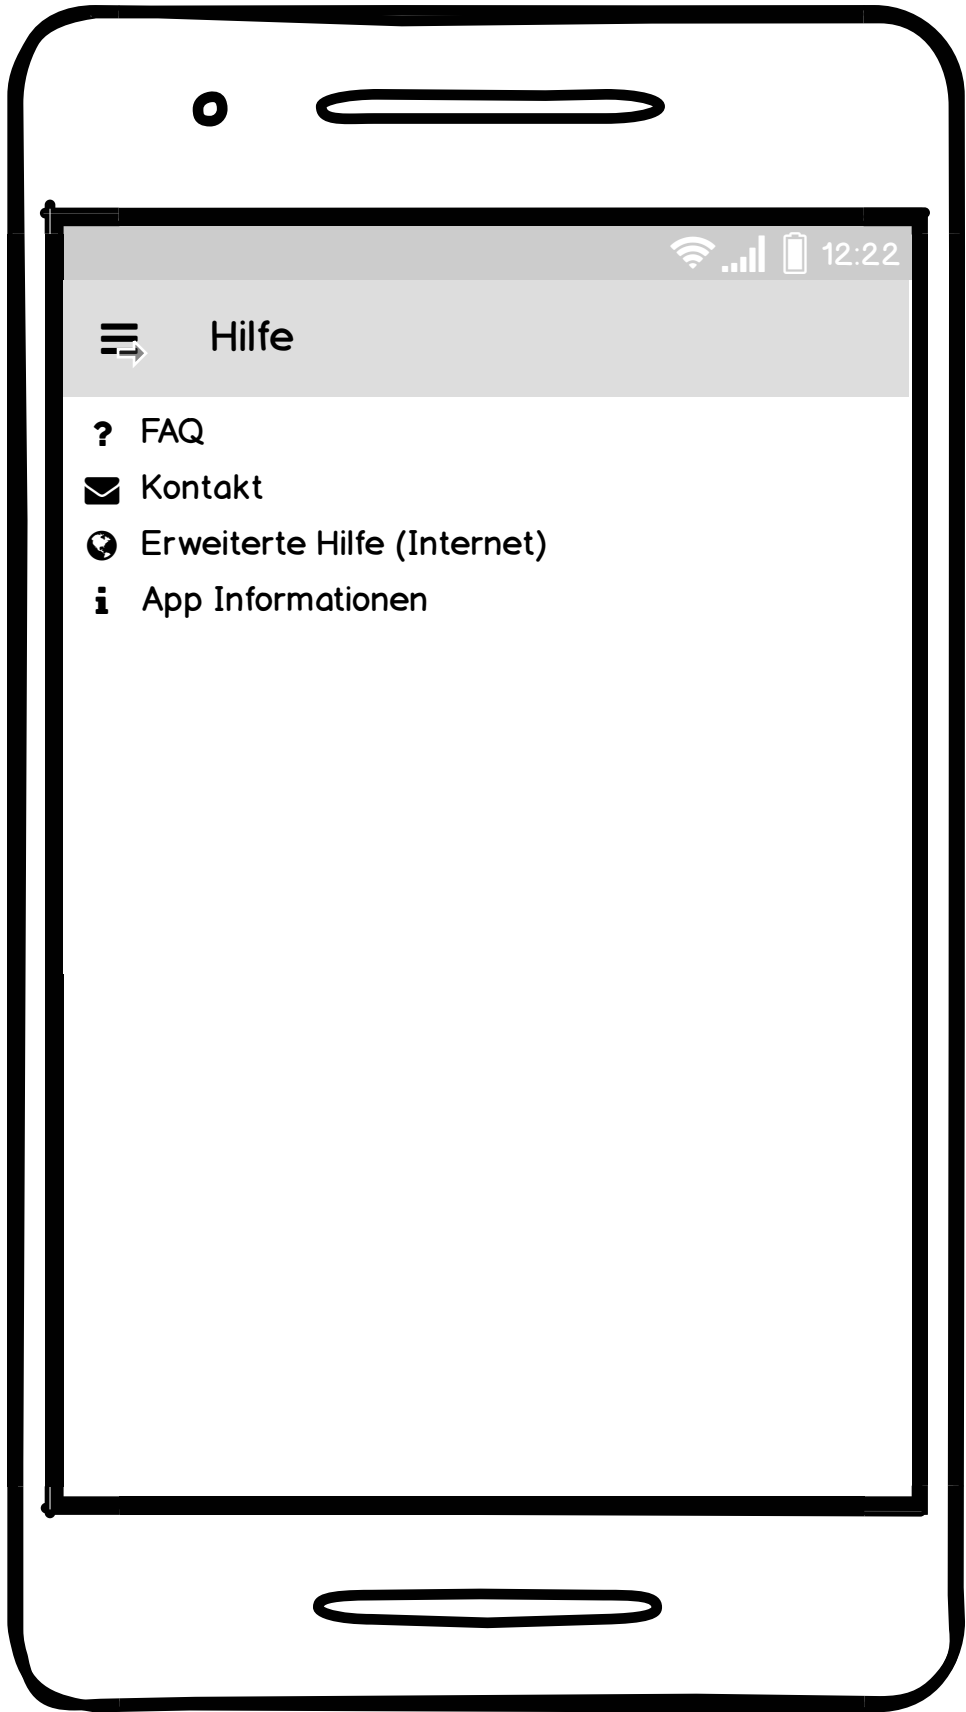 12:22
Hilfe
? FAQ
Kontakt
Erweiterte Hilfe (Internet)
i App Informationen